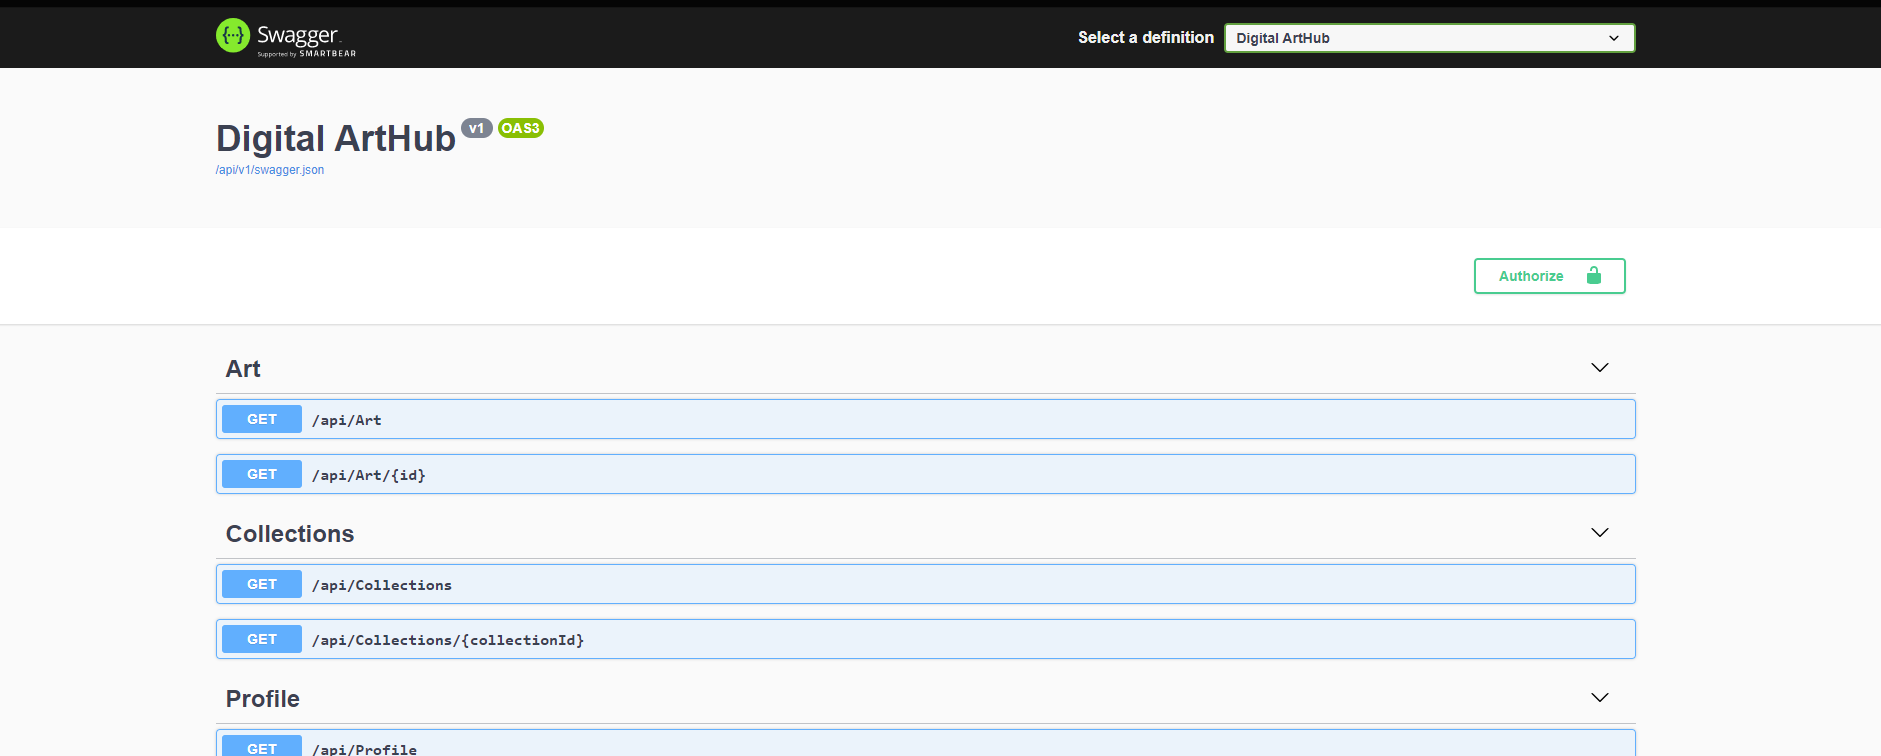 Swagger
Supported by SMARTBEAR
Select a definition
Digital ArtHub
Digital ArtHub v1 OAS3
/api/v1/swagger.json
Authorize
Art
GET /api/Art
GET /api/Art/{id}
Collections
GET /api/Collections
GET /api/Collections/{collectionId}
Profile
GET /api/Profile